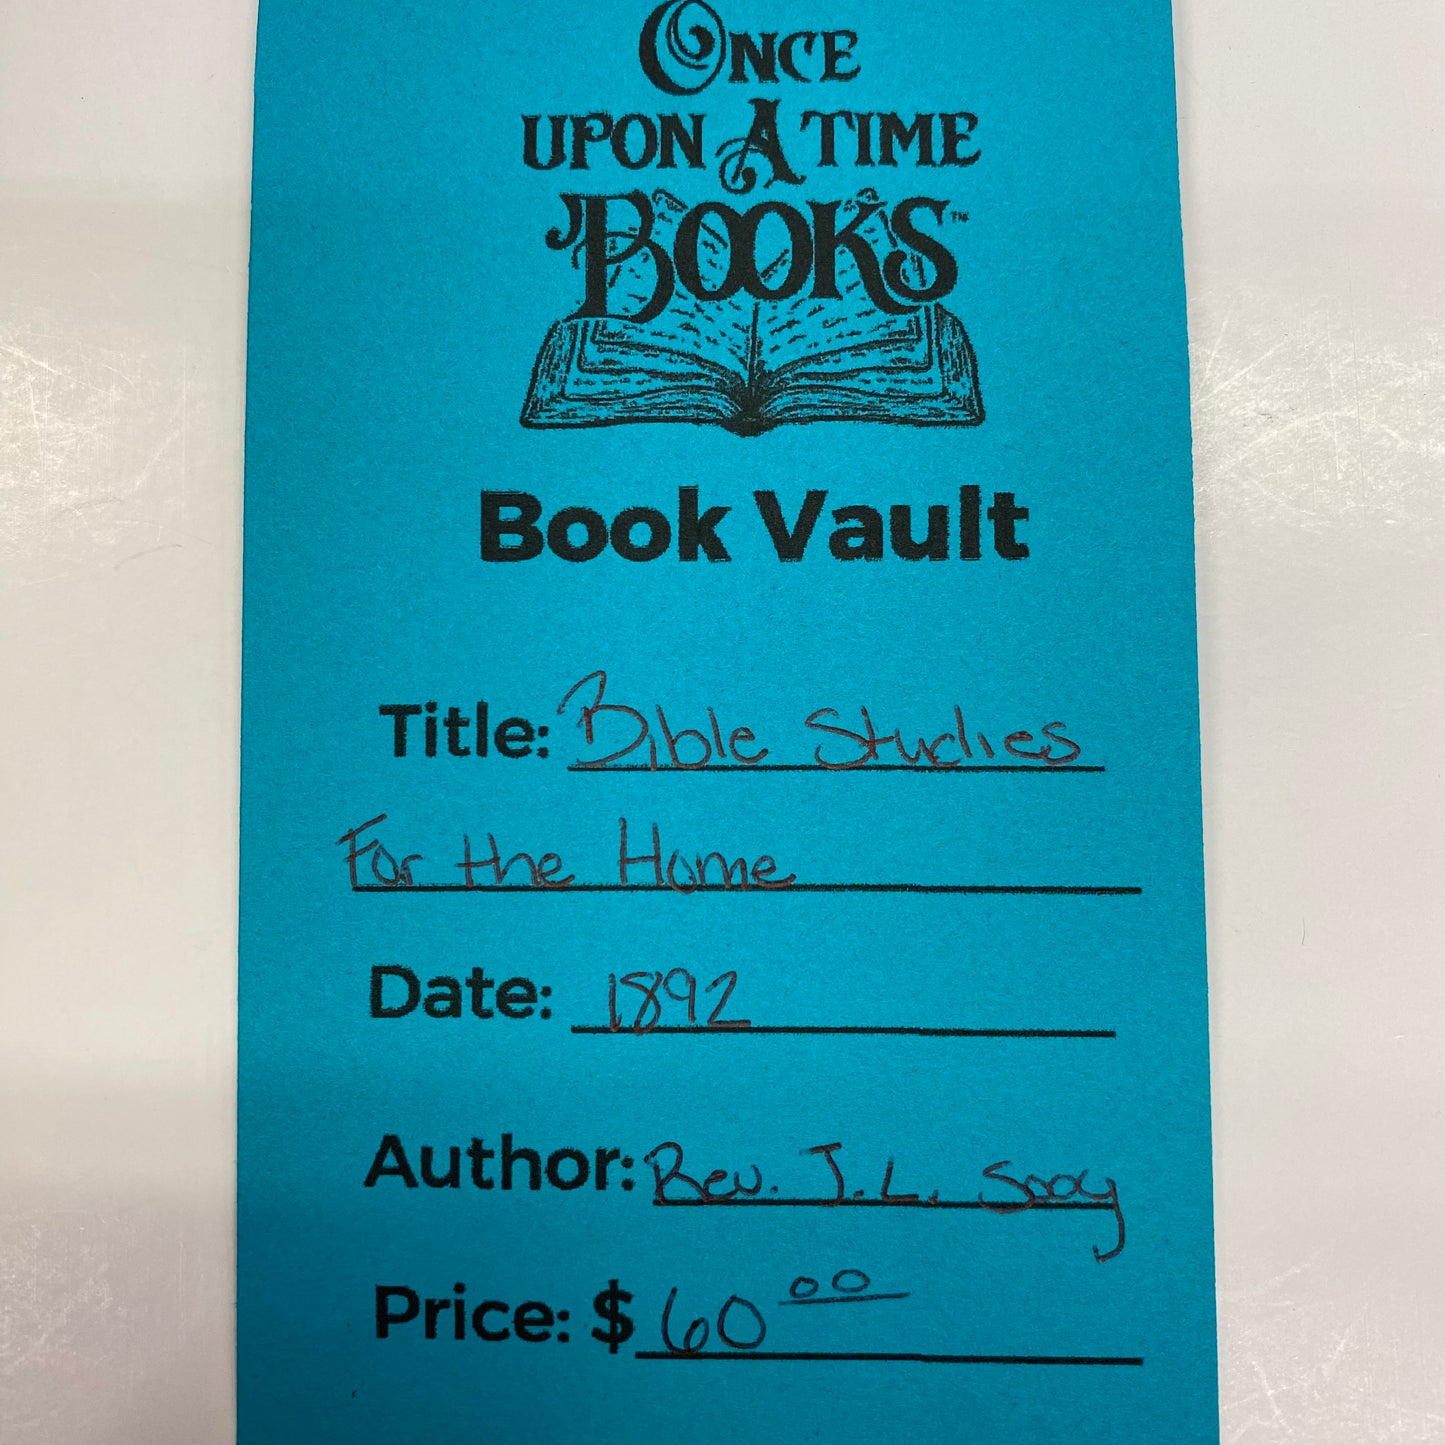 ONCE
UPON A TIME
BOOKS™
Book Vault
Title: Bible Studies
For the Home
Date: 1892
Author: Rev. J. L. Sooy
Price: $ 60 00